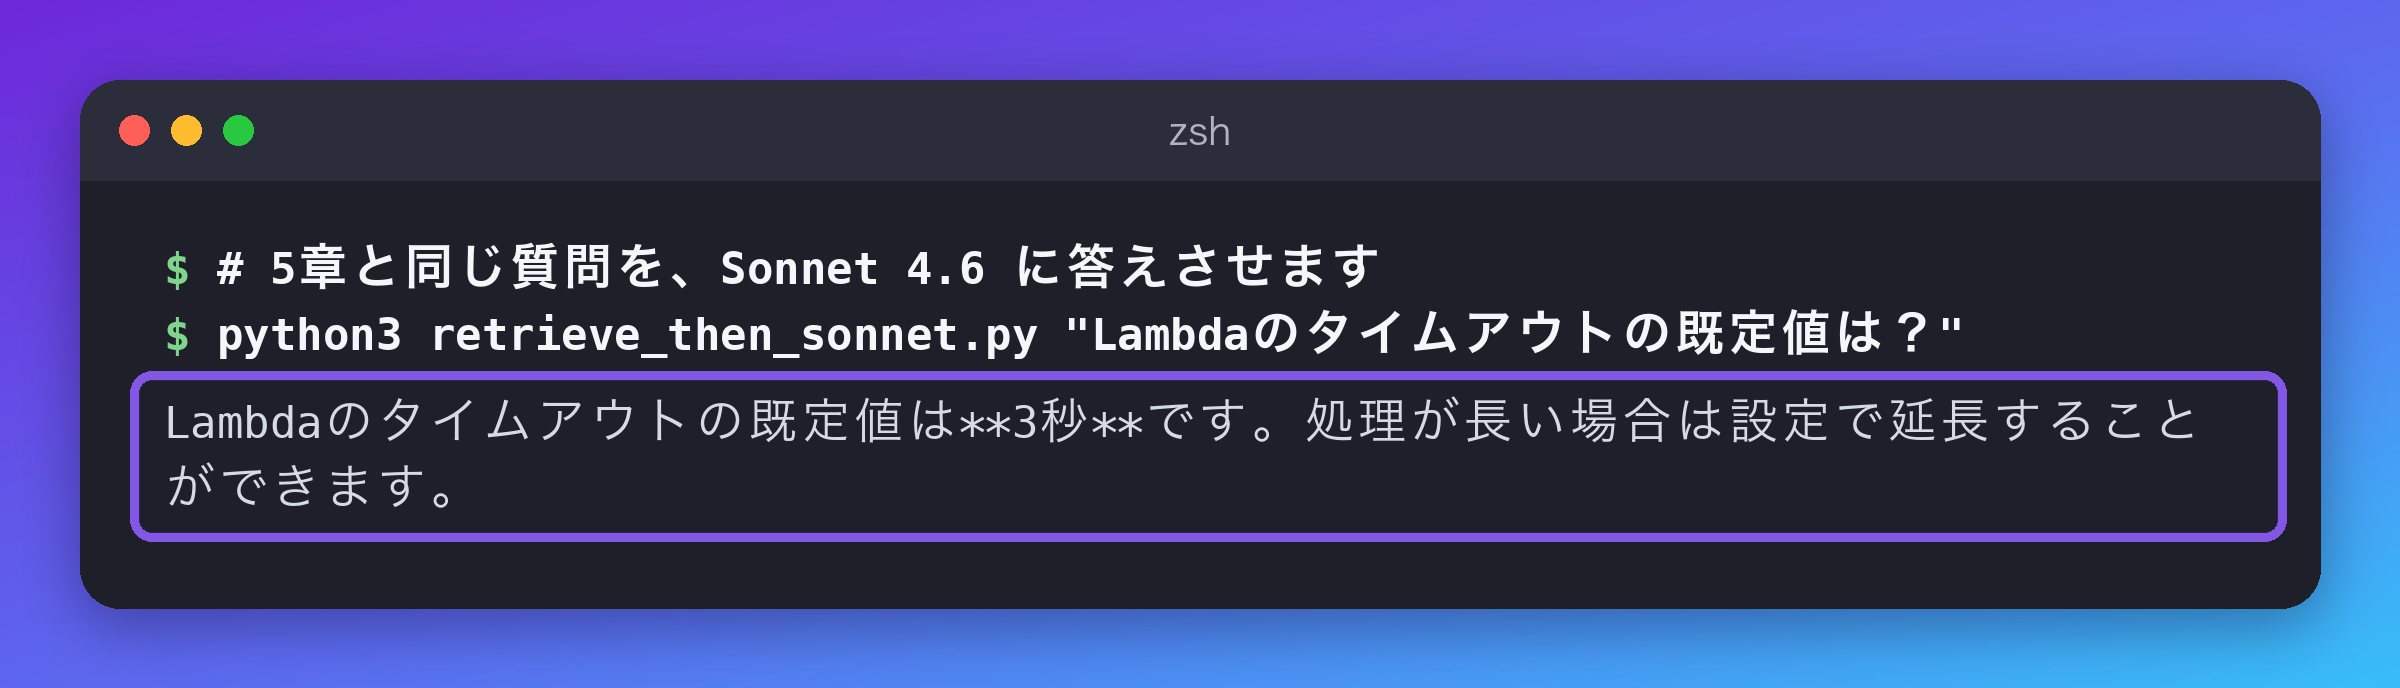 zsh
$ # 5章と同じ質問を、Sonnet 4.6 に答えさせます
$ python3 retrieve_then_sonnet.py "Lambdaのタイムアウトの既定値は？"
Lambdaのタイムアウトの既定値は**3秒**です。処理が長い場合は設定で延長すること
ができます。